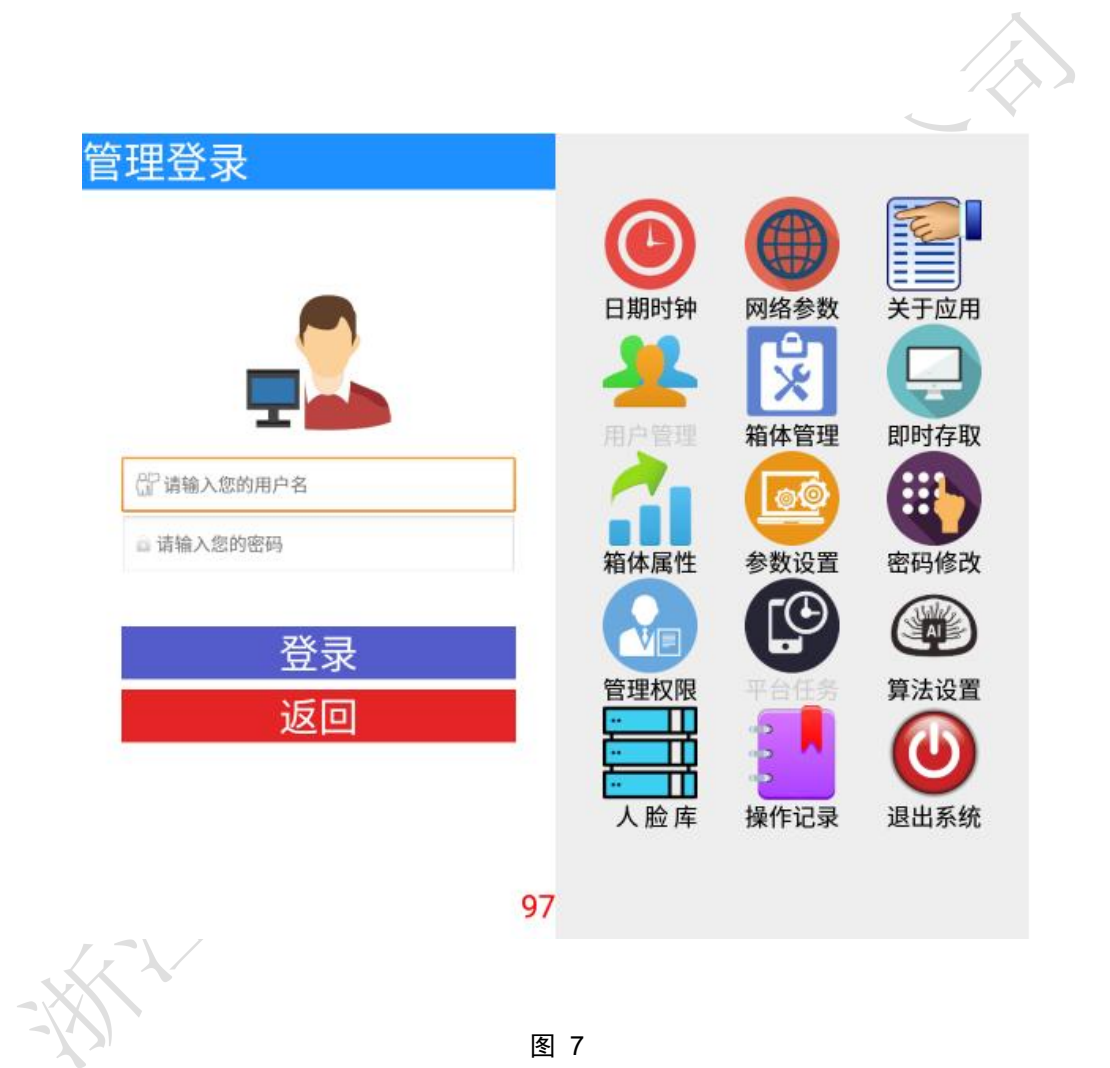 司
管理登录
请输入您的用户名
请输入您的密码
登录
返回
97
日期时钟 网络参数 关于应用
用户管理 箱体管理 即时存取
箱体属性 参数设置 密码修改
AI
管理权限 平台任务 算法设置
人脸库 操作记录 退出系统
浙
图 7